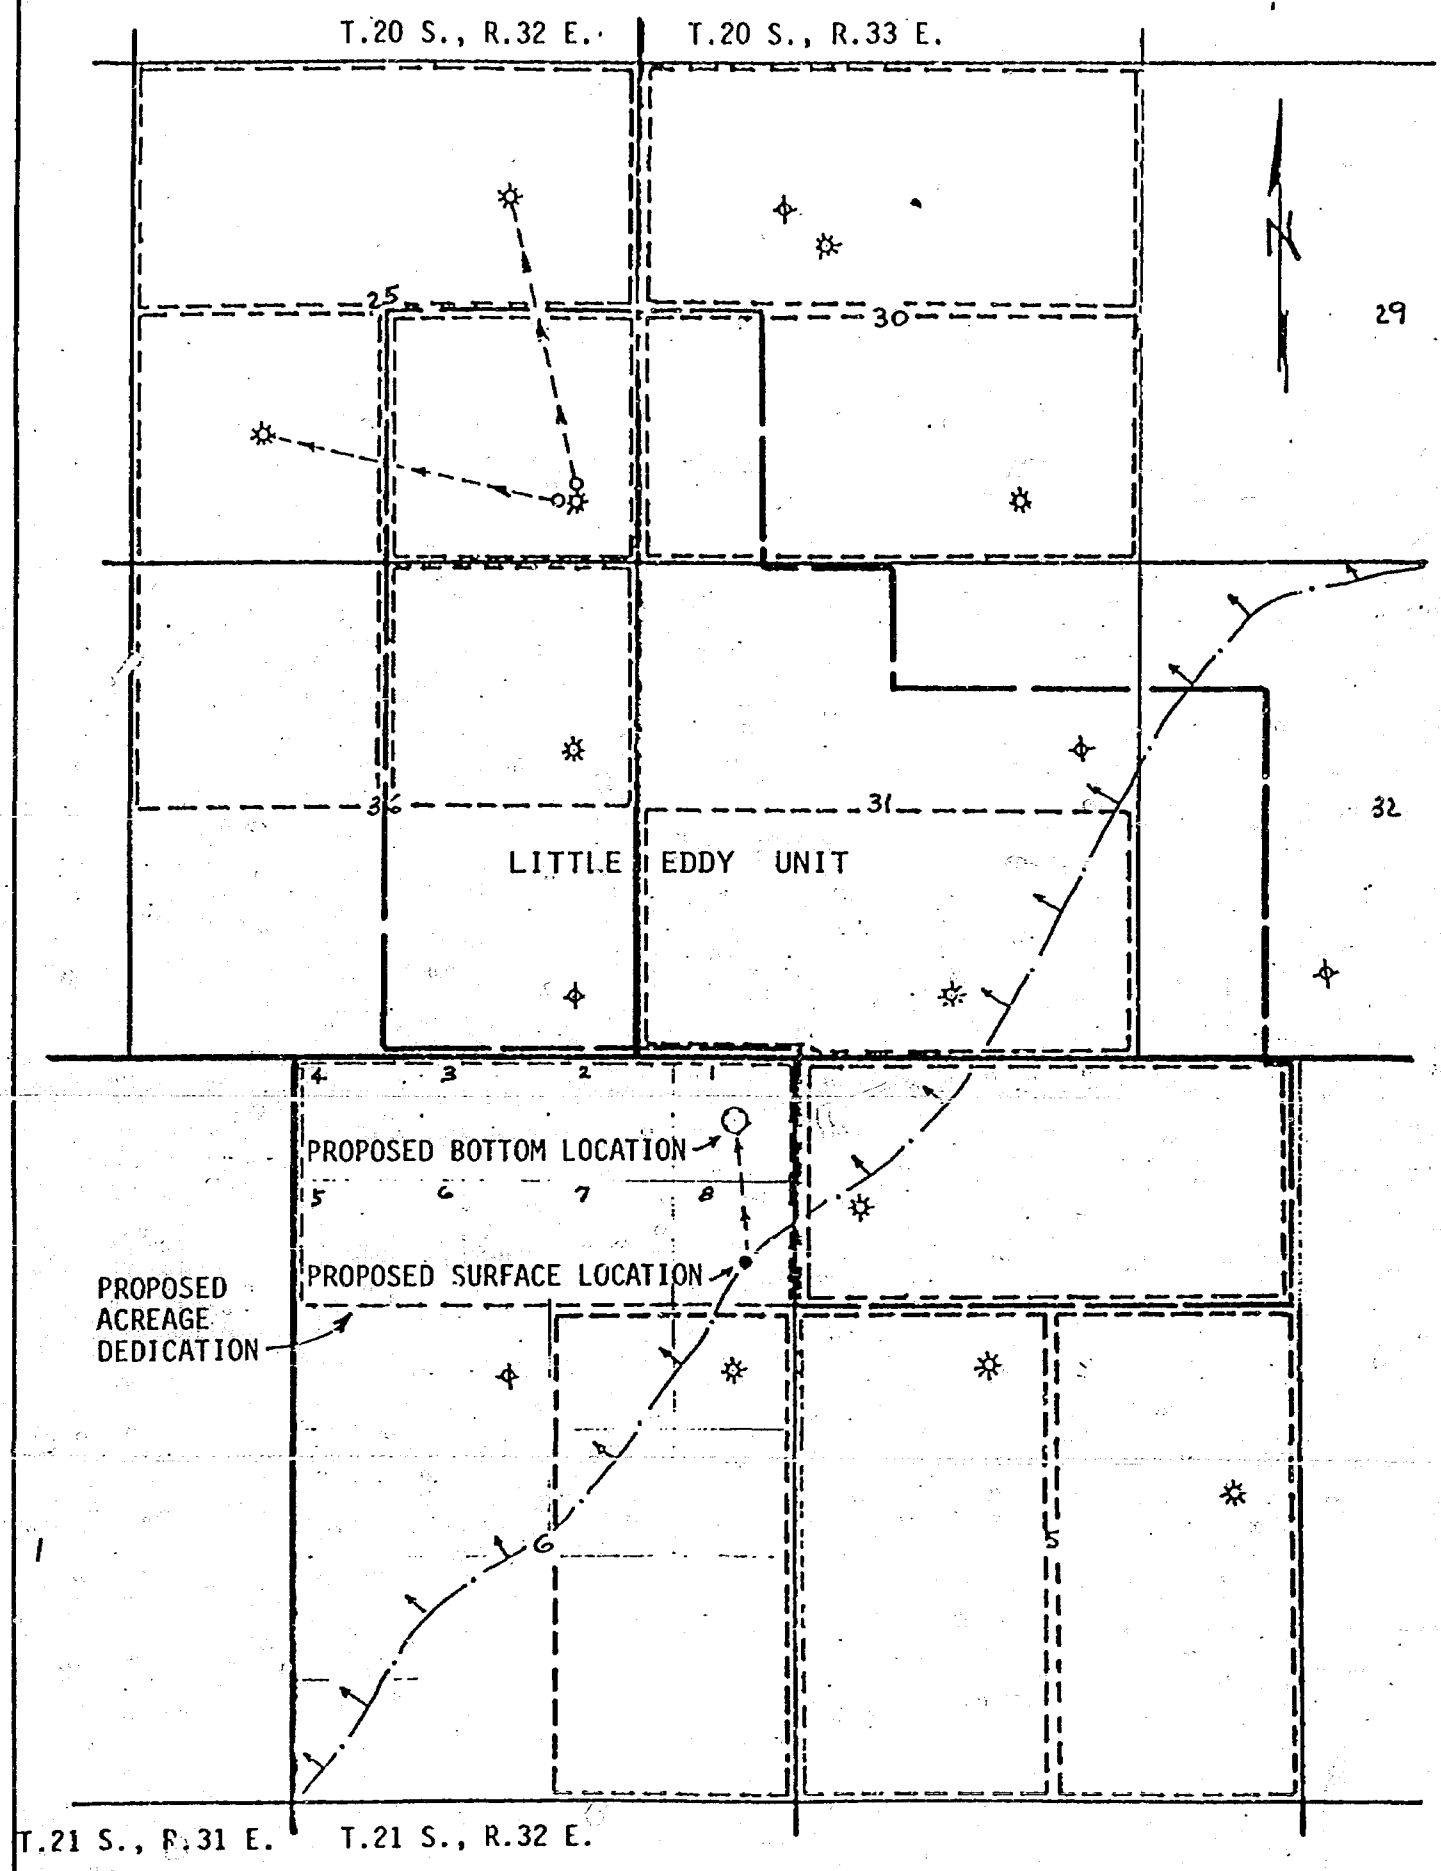 T.20 S., R.32 E. T.20 S., R.33 E.
N
25
30
29
36
31
32
LITTLE EDDY UNIT
4 3 2 1
PROPOSED BOTTOM LOCATION
5 6 7 8
PROPOSED SURFACE LOCATION
PROPOSED
ACREAGE
DEDICATION
1
6
5
T.21 S., R.31 E. T.21 S., R.32 E.